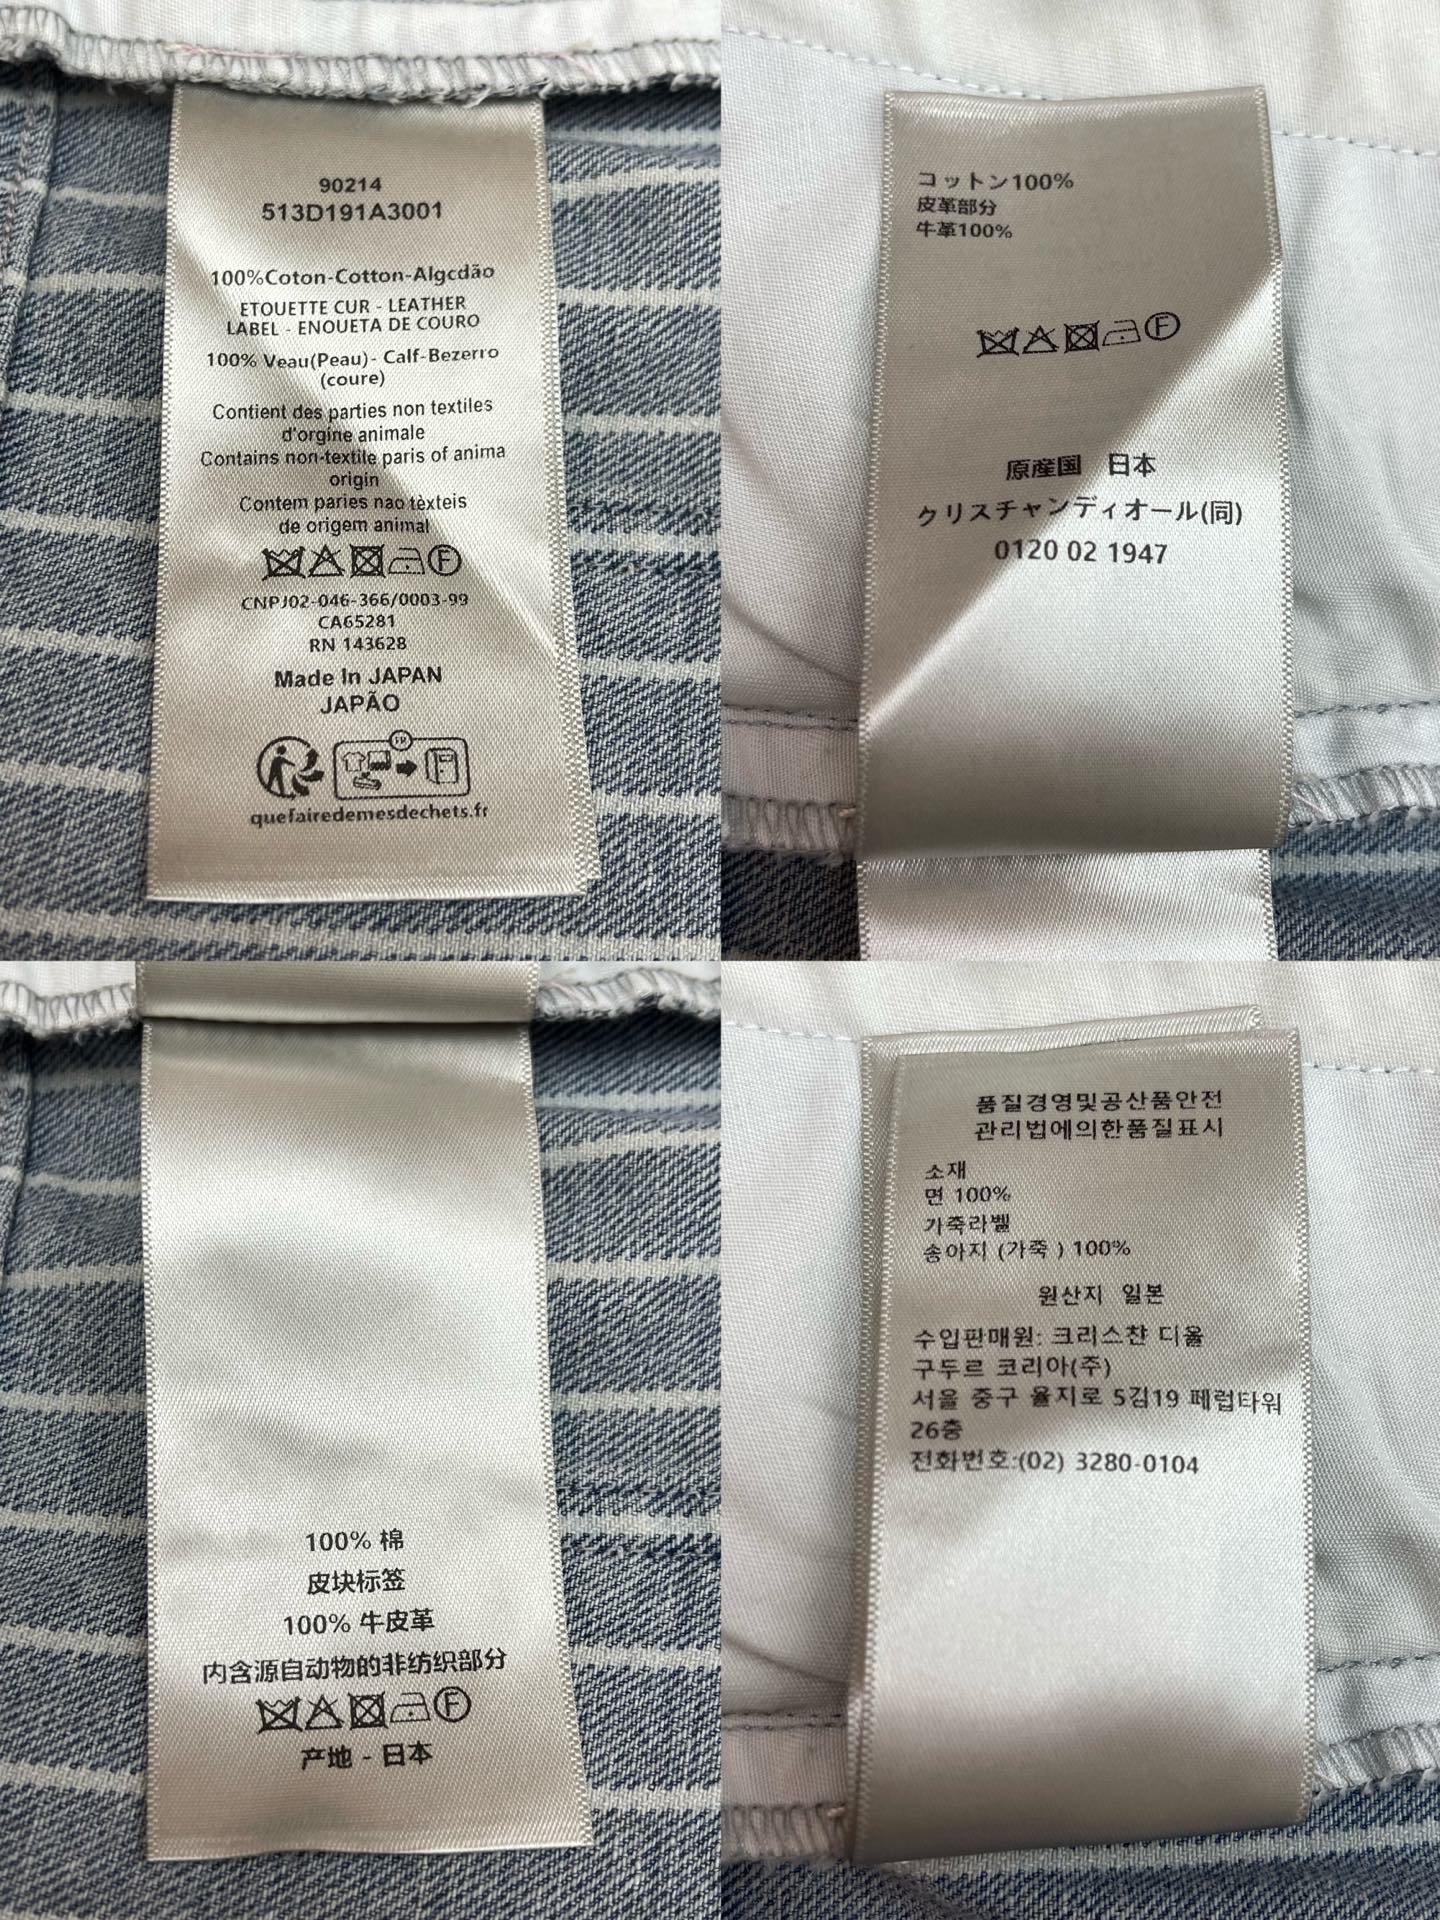 90214
513D191A3001
100%Coton-Cotton-Algcdão
ETOUETTE CUR - LEATHER
LABEL - ENOUETA DE COURO
100% Veau(Peau)- Calf-Bezerro
(coure)
Contient des parties non textiles
d'orgine animale
Contains non-textile paris of anima
origin
Contem paries nao tèxteis
de origem animal
F
CNPJ02-046-366/0003-99
CA65281
RN 143628
Made In JAPAN
JAPÃO
FR
quefairedemesdechets.fr
コットン100%
皮革部分
牛革100%
F
原産国 日本
クリスチャンディオール(同)
0120 02 1947
100% 棉
皮块标签
100% 牛皮革
内含源自动物的非纺织部分
F
产地 - 日本
품질경영및공산품안전
관리법에의한품질표시
소재
면 100%
가죽라벨
송아지 (가죽 ) 100%
원산지 일본
수입판매원: 크리스챤 디올
구두르 코리아(주)
서울 중구 율지로 5김19 페럽타워
26층
전화번호:(02) 3280-0104